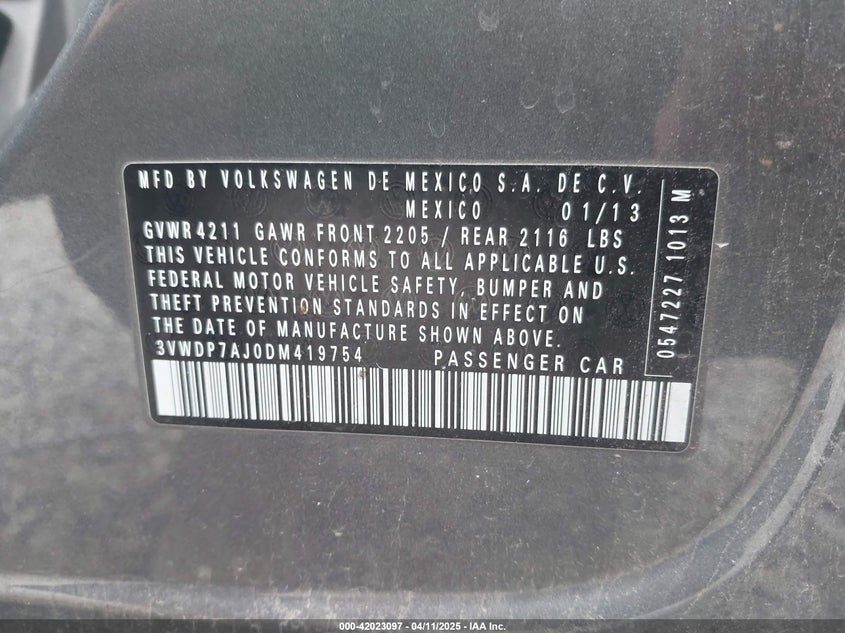 MFD BY VOLKSWAGEN DE MEXICO S.A. DE C.V.
MEXICO 01/13
GVWR 4211 GAWR FRONT 2205 / REAR 2116 LBS
THIS VEHICLE CONFORMS TO ALL APPLICABLE U.S.
FEDERAL MOTOR VEHICLE SAFETY, BUMPER AND
THEFT PREVENTION STANDARDS IN EFFECT ON
THE DATE OF MANUFACTURE SHOWN ABOVE.
3VWDP7AJ0DM419754 PASSENGER CAR
0547227 1013 M
000-42023097 - 04/11/2025 - IAA Inc.